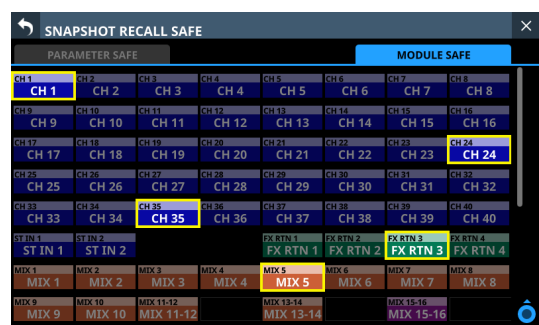 SNAPSHOT RECALL SAFE
PARAMETER SAFE MODULE SAFE
CH 1 CH 2 CH 3 CH 4 CH 5 CH 6 CH 7 CH 8
CH 1 CH 2 CH 3 CH 4 CH 5 CH 6 CH 7 CH 8
CH 9 CH 10 CH 11 CH 12 CH 13 CH 14 CH 15 CH 16
CH 9 CH 10 CH 11 CH 12 CH 13 CH 14 CH 15 CH 16
CH 17 CH 18 CH 19 CH 20 CH 21 CH 22 CH 23 CH 24
CH 17 CH 18 CH 19 CH 20 CH 21 CH 22 CH 23 CH 24
CH 25 CH 26 CH 27 CH 28 CH 29 CH 30 CH 31 CH 32
CH 25 CH 26 CH 27 CH 28 CH 29 CH 30 CH 31 CH 32
CH 33 CH 34 CH 35 CH 36 CH 37 CH 38 CH 39 CH 40
CH 33 CH 34 CH 35 CH 36 CH 37 CH 38 CH 39 CH 40
ST IN 1 ST IN 2 FX RTN 1 FX RTN 2 FX RTN 3 FX RTN 4
ST IN 1 ST IN 2 FX RTN 1 FX RTN 2 FX RTN 3 FX RTN 4
MIX 1 MIX 2 MIX 3 MIX 4 MIX 5 MIX 6 MIX 7 MIX 8
MIX 1 MIX 2 MIX 3 MIX 4 MIX 5 MIX 6 MIX 7 MIX 8
MIX 9 MIX 10 MIX 11-12 MIX 13-14 MIX 15-16
MIX 9 MIX 10 MIX 11-12 MIX 13-14 MIX 15-16